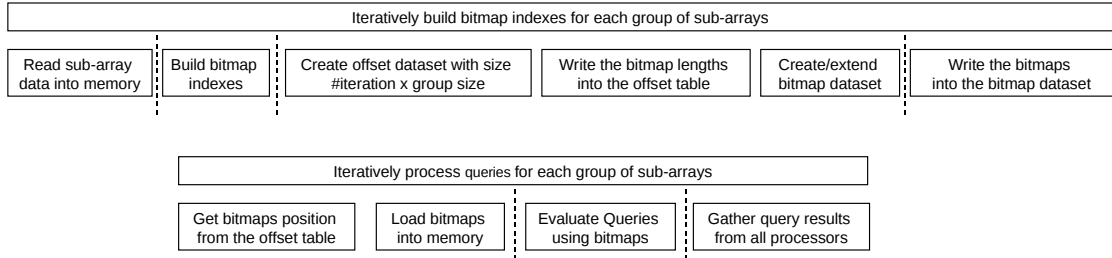 Iteratively build bitmap indexes for each group of sub-arrays
Read sub-array
data into memory
Build bitmap
indexes
Create offset dataset with size
#iteration x group size
Write the bitmap lengths
into the offset table
Create/extend
bitmap dataset
Write the bitmaps
into the bitmap dataset
Iteratively process queries for each group of sub-arrays
Get bitmaps position
from the offset table
Load bitmaps
into memory
Evaluate Queries
using bitmaps
Gather query results
from all processors